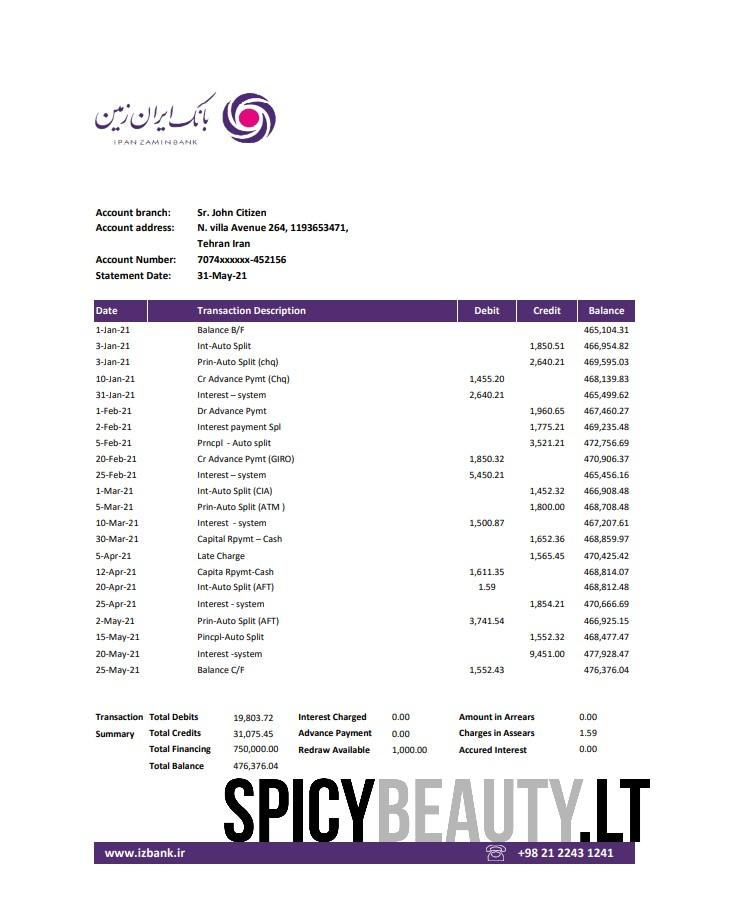 بانک ایران زمین
IRAN ZAMIN BANK
Account branch: Sr. John Citizen
Account address: N. villa Avenue 264, 1193653471,
Tehran Iran
Account Number: 7074xxxxxx-452156
Statement Date: 31-May-21
Date Transaction Description Debit Credit Balance
1-Jan-21 Balance B/F 465,104.31
3-Jan-21 Int-Auto Split 1,850.51 466,954.82
3-Jan-21 Prin-Auto Split (chq) 2,640.21 469,595.03
10-Jan-21 Cr Advance Pymt (Chq) 1,455.20 468,139.83
31-Jan-21 Interest – system 2,640.21 465,499.62
1-Feb-21 Dr Advance Pymt 1,960.65 467,460.27
2-Feb-21 Interest payment Spl 1,775.21 469,235.48
5-Feb-21 Prncpl - Auto split 3,521.21 472,756.69
20-Feb-21 Cr Advance Pymt (GIRO) 1,850.32 470,906.37
25-Feb-21 Interest – system 5,450.21 465,456.16
1-Mar-21 Int-Auto Split (CIA) 1,452.32 466,908.48
5-Mar-21 Prin-Auto Split (ATM ) 1,800.00 468,708.48
10-Mar-21 Interest - system 1,500.87 467,207.61
30-Mar-21 Capital Rpymt – Cash 1,652.36 468,859.97
5-Apr-21 Late Charge 1,565.45 470,425.42
12-Apr-21 Capita Rpymt-Cash 1,611.35 468,814.07
20-Apr-21 Int-Auto Split (AFT) 1.59 468,812.48
25-Apr-21 Interest - system 1,854.21 470,666.69
2-May-21 Prin-Auto Split (AFT) 3,741.54 466,925.15
15-May-21 Pincpl-Auto Split 1,552.32 468,477.47
20-May-21 Interest -system 9,451.00 477,928.47
25-May-21 Balance C/F 1,552.43 476,376.04
Transaction Total Debits 19,803.72 Interest Charged 0.00 Amount in Arrears 0.00
Summary Total Credits 31,075.45 Advance Payment 0.00 Charges in Assears 1.59
Total Financing 750,000.00 Redraw Available 1,000.00 Accured Interest 0.00
Total Balance 476,376.04
SPICYBEAUTY.LT
www.izbank.ir +98 21 2243 1241